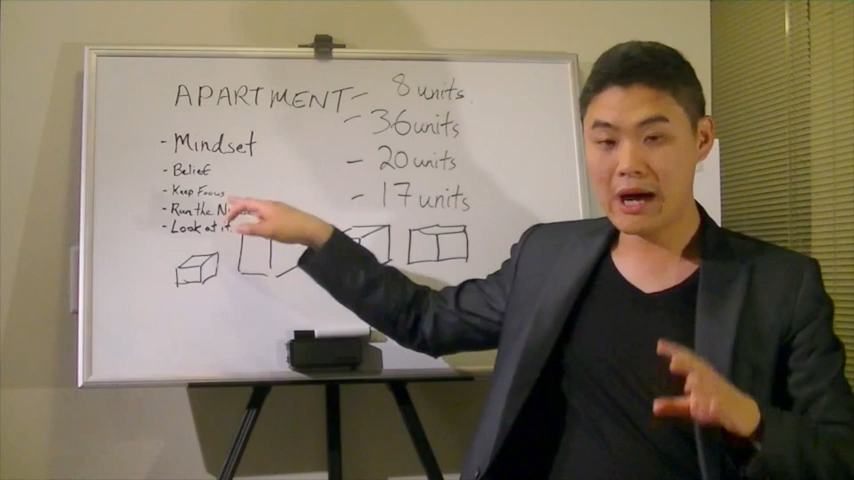 APARTMENT - 8 units
- 36 units
- Mindset - 20 units
- Belief
- Keep Focus - 17 units
- Run the
- Look at it